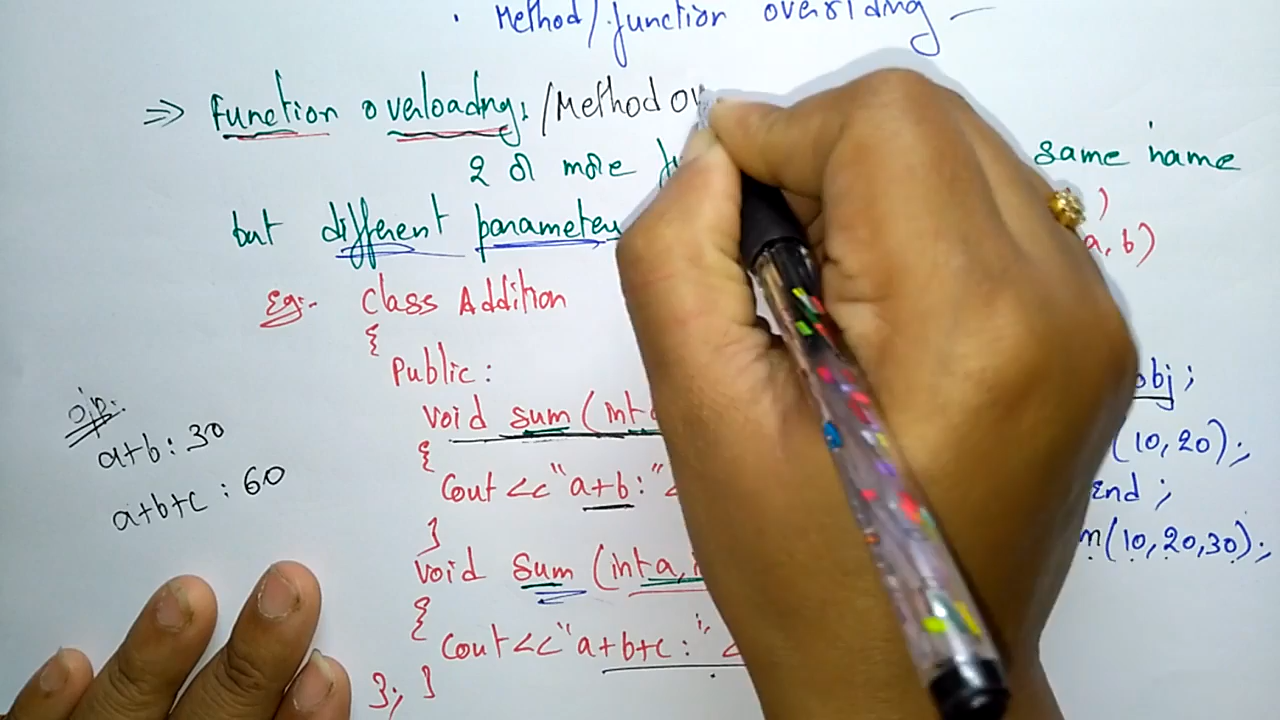 . Method/function overriding -
=> Function overloading: /Method ov
2 or more same name
but different parameter
)
a, b)
Eg:- Class Addition
{
Public:
obj;
void sum (int a
(10,20);
{
Cout <<"a+b:"<
end;
}
n(10,20,30);
void sum (int a, i
{
Cout<<"a+b+c:"<
}; }
o/p:-
a+b: 30
a+b+c: 60